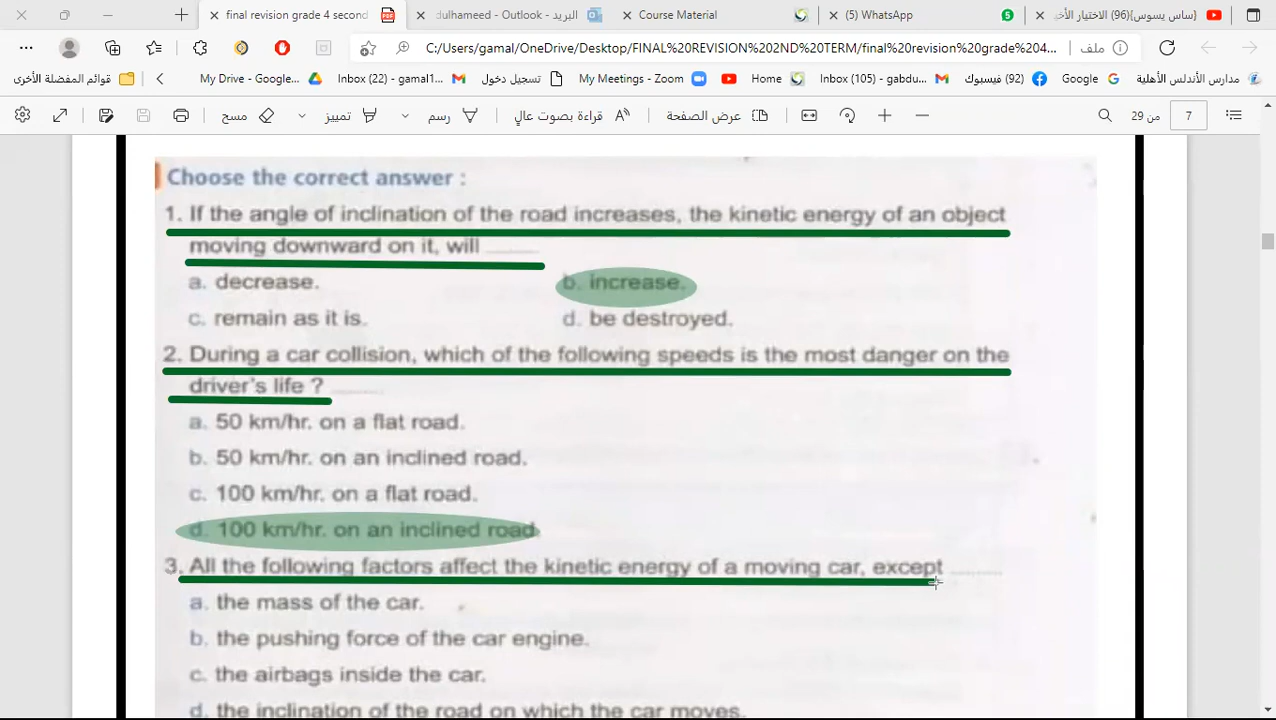 final revision grade 4 second
dulhameed - Outlook - البريد
Course Material
(5) WhatsApp
5
{ساس يسوس}(96) الاختيار الأخي
ملف
C:/Users/gamal/OneDrive/Desktop/FINAL%20REVISION%202ND%20TERM/final%20revision%20grade%204...
قوائم المفضلة الأخرى
My Drive - Google...
Inbox (22) - gamal1...
تسجيل دخول
My Meetings - Zoom
Home
Inbox (105) - gabdu...
(92) فيسبوك
Google
مدارس الأندلس الأهلية
مسح
تمييز
رسم
قراءة بصوت عالٍ
عرض الصفحة
من 29
7
Choose the correct answer :
1. If the angle of inclination of the road increases, the kinetic energy of an object
moving downward on it, will ..........
a. decrease.
b. increase.
c. remain as it is.
d. be destroyed.
2. During a car collision, which of the following speeds is the most danger on the
driver's life ? ..........
a. 50 km/hr. on a flat road.
b. 50 km/hr. on an inclined road.
c. 100 km/hr. on a flat road.
d. 100 km/hr. on an inclined road.
3. All the following factors affect the kinetic energy of a moving car, except ..........
a. the mass of the car.
b. the pushing force of the car engine.
c. the airbags inside the car.
d. the inclination of the road on which the car moves.